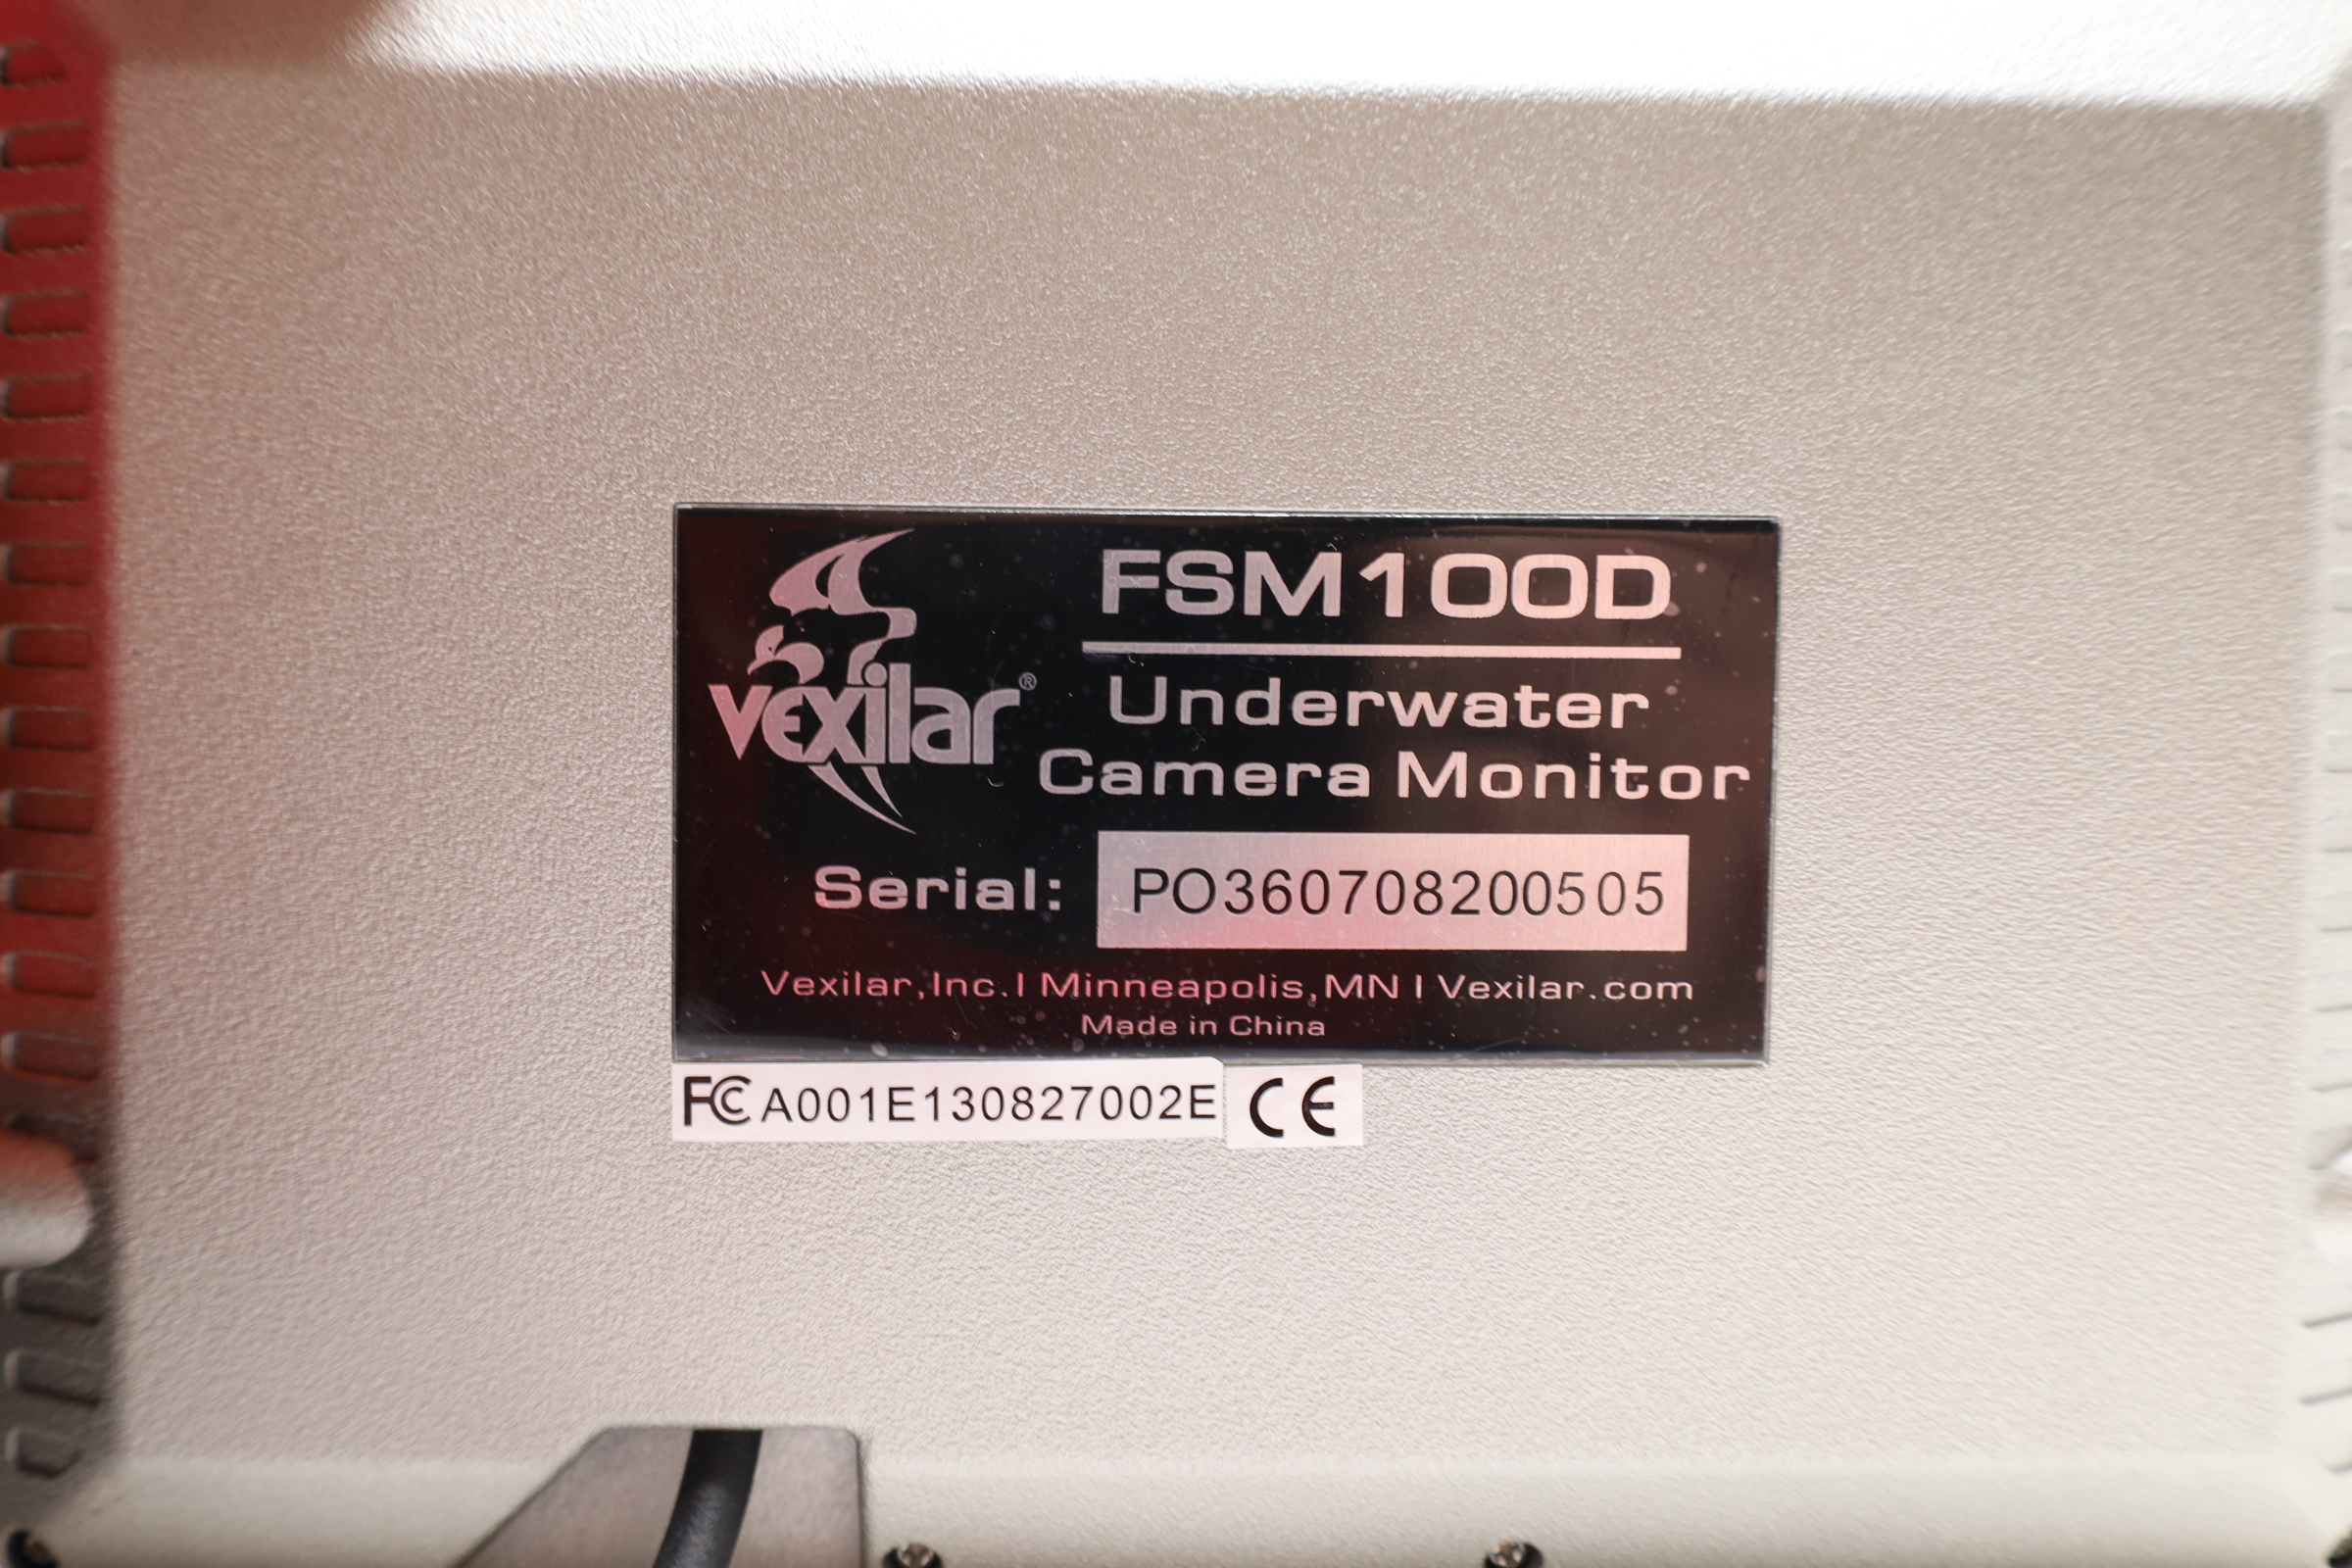 vexilar®
FSM100D
Underwater
Camera Monitor
Serial: PO360708200505
Vexilar, Inc. | Minneapolis, MN | Vexilar.com
Made in China
FC A001E130827002E CE